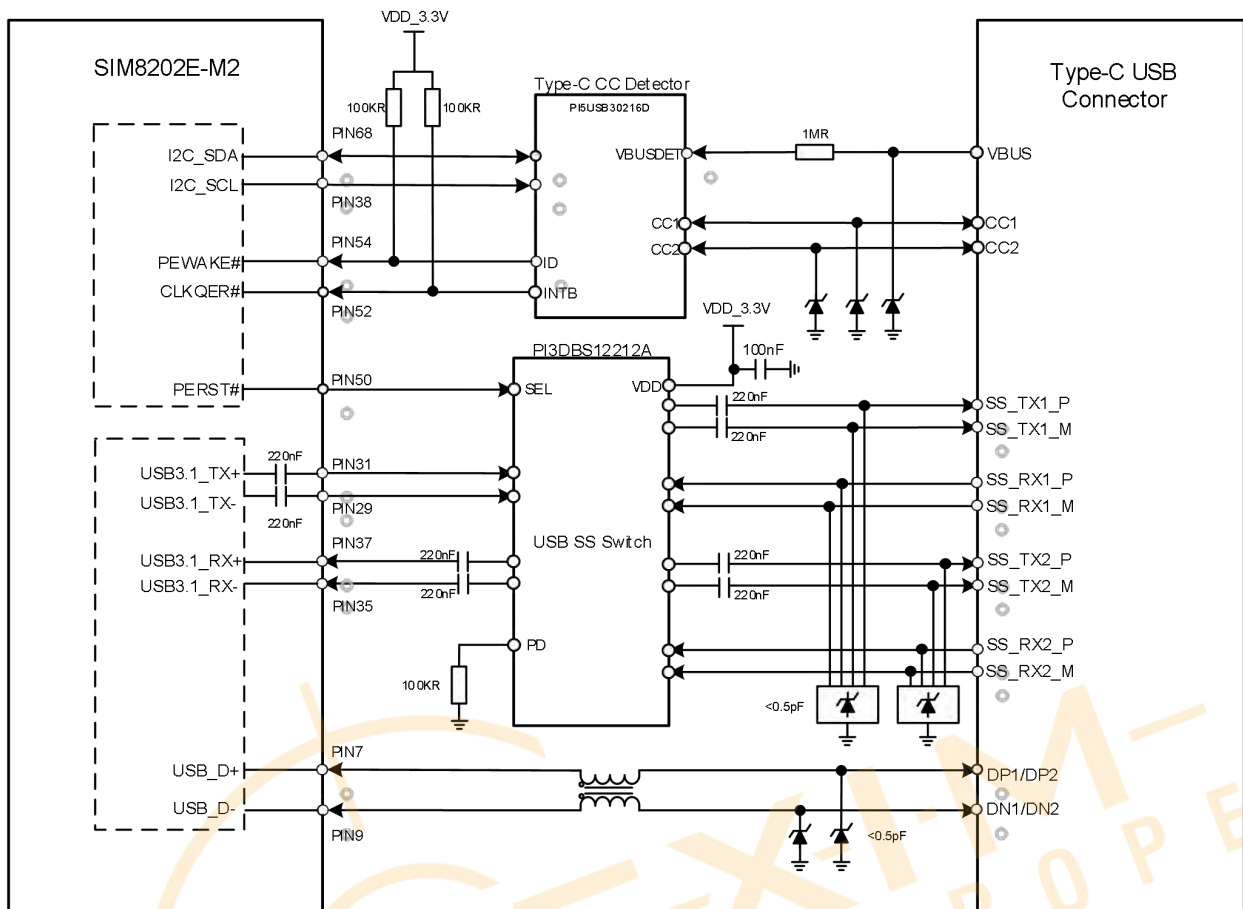 VDD_3.3V
SIM8202E-M2
Type-C USB
Connector
Type-C CC Detector
PI5USB30216D
100KR
100KR
PIN68
I2C_SDA
I2C_SCL
PIN38
1MR
VBUSDET
VBUS
CC1
CC2
CC1
CC2
PIN54
PEWAKE#
CLKQER#
PIN52
ID
INTB
VDD_3.3V
100nF
PI3DBS12212A
PERST#
PIN50
SEL
VDD
220nF
220nF
SS_TX1_P
SS_TX1_M
220nF
USB3.1_TX+
USB3.1_TX-
220nF
PIN31
PIN29
SS_RX1_P
SS_RX1_M
PIN37
USB3.1_RX+
USB3.1_RX-
PIN35
220nF
220nF
USB SS Switch
220nF
220nF
SS_TX2_P
SS_TX2_M
PD
100KR
SS_RX2_P
SS_RX2_M
<0.5pF
PIN7
USB_D+
USB_D-
PIN9
DP1/DP2
DN1/DN2
<0.5pF